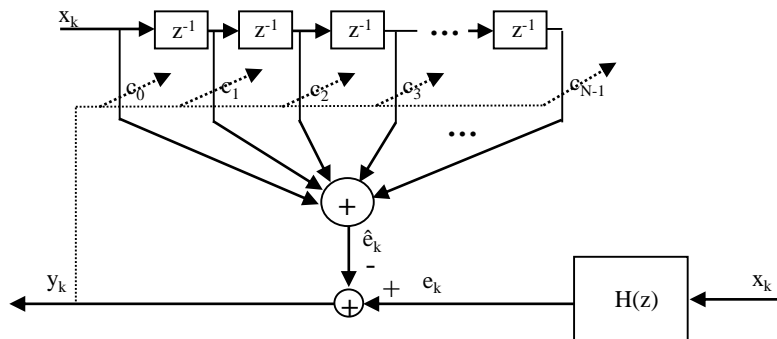 x_k
z^-1 z^-1 z^-1 ... z^-1
c_0 c_1 c_2 c_3 c_N-1
...
+
ê_k
-
y_k + e_k H(z) x_k
+